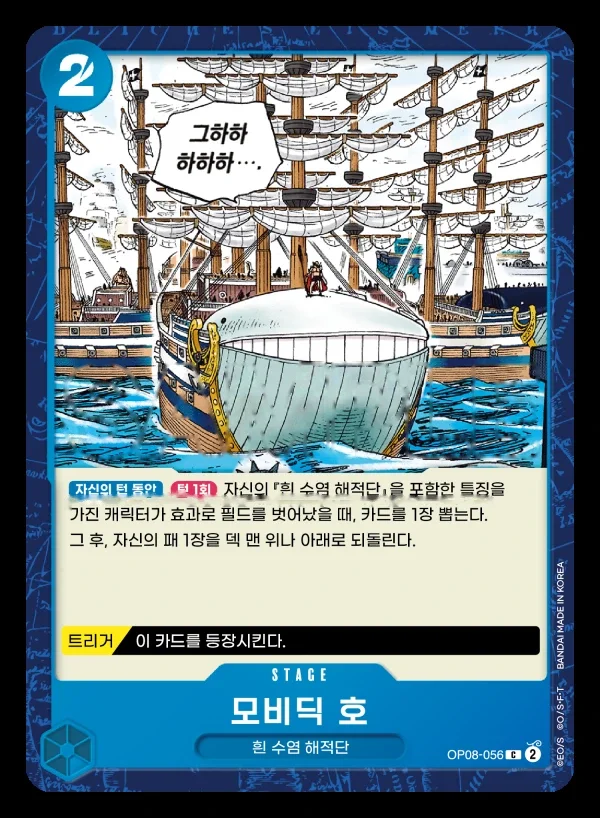 2
그하하
하하하….
자신의 턴 동안 턴 1회 자신의 『흰 수염 해적단』을 포함한 특징을
가진 캐릭터가 효과로 필드를 벗어났을 때, 카드를 1장 뽑는다.
그 후, 자신의 패 1장을 덱 맨 위나 아래로 되돌린다.
트리거 이 카드를 등장시킨다.
STAGE
모비딕 호
흰 수염 해적단
OP08-056 C 2
©EO/S ©O/S·F·T BANDAI MADE IN KOREA